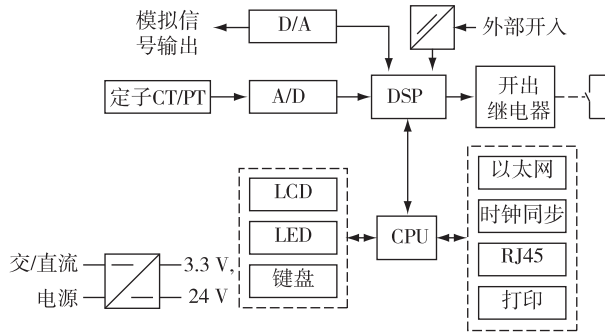 模拟信
号输出
D/A
外部开入
定子CT/PT
A/D
DSP
开出
继电器
LCD
LED
键盘
CPU
以太网
时钟同步
RJ45
打印
交/直流
电源
3.3 V,
24 V